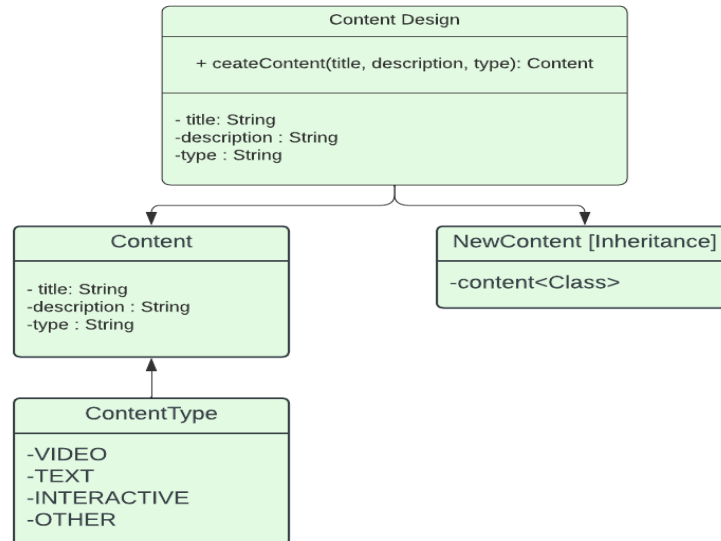 Content Design
+ ceateContent(title, description, type): Content
- title: String
-description : String
-type : String
Content
- title: String
-description : String
-type : String
NewContent [Inheritance]
-content<Class>
ContentType
-VIDEO
-TEXT
-INTERACTIVE
-OTHER